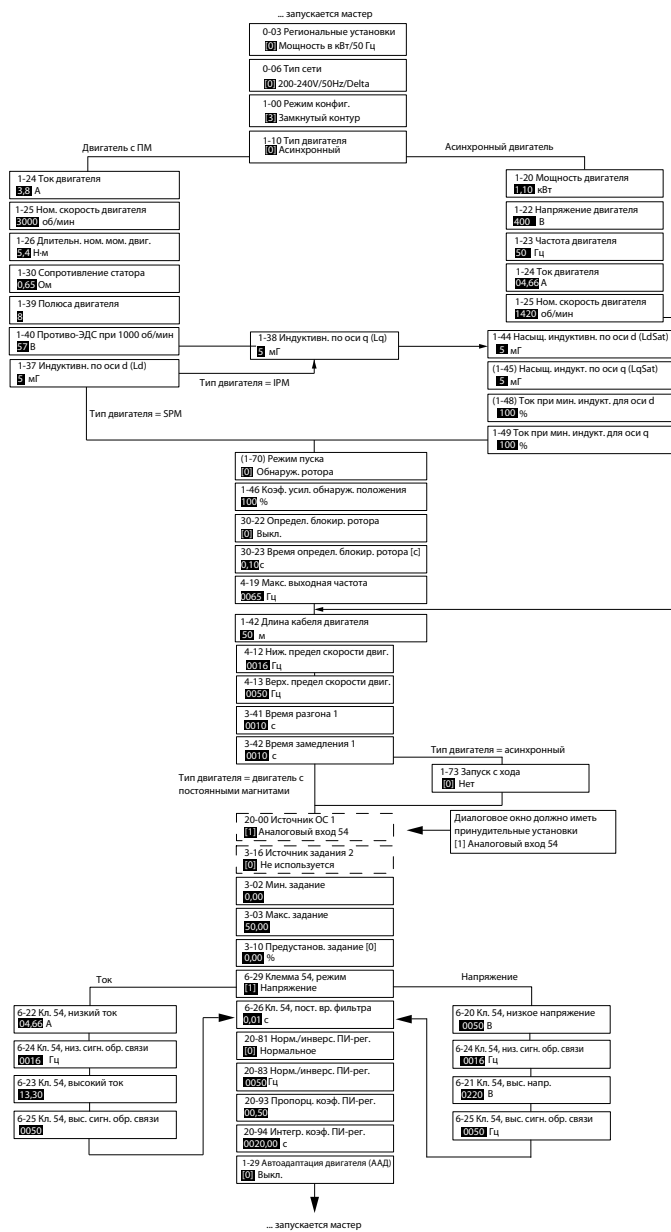 ... запускается мастер
0-03 Региональные установки
[0] Мощность в кВт/50 Гц
0-06 Тип сети
[0] 200-240V/50Hz/Delta
1-00 Режим конфиг.
[3] Замкнутый контур
1-10 Тип двигателя
[0] Асинхронный
Двигатель с ПМ
Асинхронный двигатель
1-24 Ток двигателя
3,8 А
1-25 Ном. скорость двигателя
3000 об/мин
1-26 Длительн. ном. мом. двиг.
5,4 Н·м
1-30 Сопротивление статора
0,65 Ом
1-39 Полюса двигателя
8
1-40 Противо-ЭДС при 1000 об/мин
57 В
1-37 Индуктивн. по оси d (Ld)
5 мГ
1-38 Индуктивн. по оси q (Lq)
5 мГ
Тип двигателя = IPM
Тип двигателя = SPM
1-20 Мощность двигателя
1,10 кВт
1-22 Напряжение двигателя
400 В
1-23 Частота двигателя
50 Гц
1-24 Ток двигателя
04,66 А
1-25 Ном. скорость двигателя
1420 об/мин
1-44 Насыщ. индуктивн. по оси d (LdSat)
5 мГ
(1-45) Насыщ. индукт. по оси q (LqSat)
5 мГ
(1-48) Ток при мин. индукт. для оси d
100 %
1-49 Ток при мин. индукт. для оси q
100 %
(1-70) Режим пуска
[0] Обнаруж. ротора
1-46 Коэф. усил. обнаруж. положения
100 %
30-22 Определ. блокир. ротора
[0] Выкл.
30-23 Время определ. блокир. ротора [с]
0,10 с
4-19 Макс. выходная частота
0065 Гц
1-42 Длина кабеля двигателя
50 м
4-12 Ниж. предел скорости двиг.
0016 Гц
4-13 Верх. предел скорости двиг.
0050 Гц
3-41 Время разгона 1
0010 с
3-42 Время замедления 1
0010 с
Тип двигателя = асинхронный
Тип двигателя = двигатель с
постоянными магнитами
1-73 Запуск с хода
[0] Нет
20-00 Источник ОС 1
[1] Аналоговый вход 54
Диалоговое окно должно иметь
принудительные установки
[1] Аналоговый вход 54
3-16 Источник задания 2
[0] Не используется
3-02 Мин. задание
0,00
3-03 Макс. задание
50,00
3-10 Предустанов. задание [0]
0,00 %
6-29 Клемма 54, режим
[1] Напряжение
Ток
Напряжение
6-22 Кл. 54, низкий ток
04,66 А
6-24 Кл. 54, низ. сигн. обр. связи
0016 Гц
6-23 Кл. 54, высокий ток
13,30
6-25 Кл. 54, выс. сигн. обр. связи
0050
6-26 Кл. 54, пост. вр. фильтра
0,01 с
20-81 Норм./инверс. ПИ-рег.
[0] Нормальное
20-83 Норм./инверс. ПИ-рег.
0050 Гц
20-93 Пропорц. коэф. ПИ-рег.
00,50
20-94 Интегр. коэф. ПИ-рег.
0020,00 с
1-29 Автоадаптация двигателя (ААД)
[0] Выкл.
6-20 Кл. 54, низкое напряжение
0050 В
6-24 Кл. 54, низ. сигн. обр. связи
0016 Гц
6-21 Кл. 54, выс. напр.
0220 В
6-25 Кл. 54, выс. сигн. обр. связи
0050 Гц
... запускается мастер